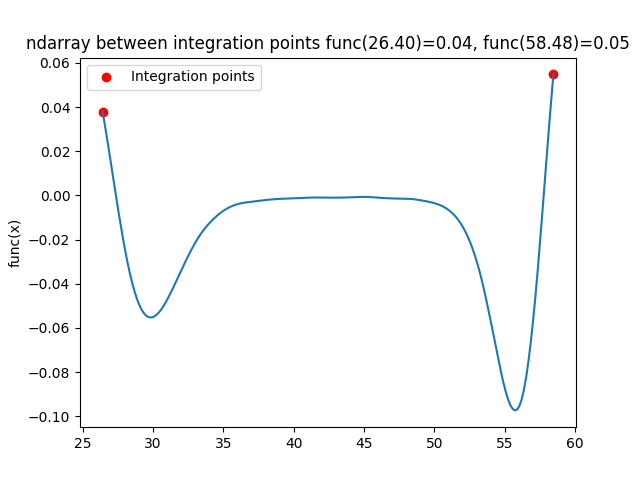 ndarray between integration points func(26.40)=0.04, func(58.48)=0.05
Integration points
func(x)
0.06
0.04
0.02
0.00
−0.02
−0.04
−0.06
−0.08
−0.10
25 30 35 40 45 50 55 60